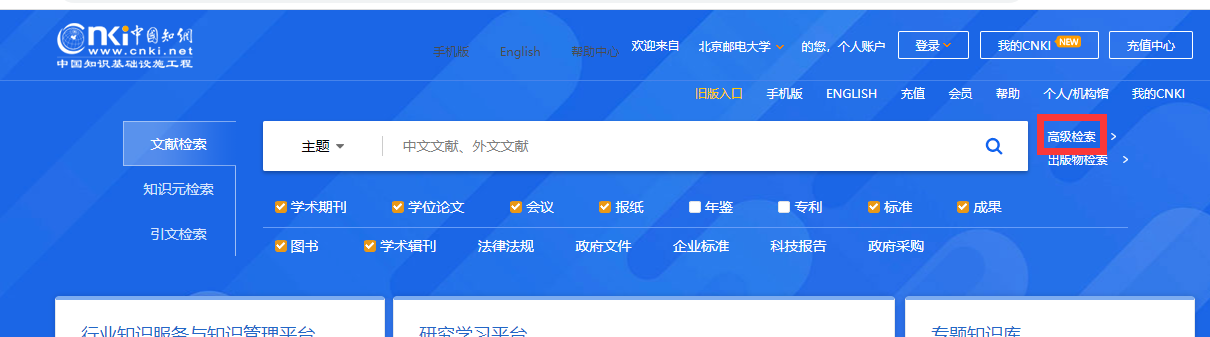 Cnki中国知网
www.cnki.net
中国知识基础设施工程
手机版 English 帮助中心 欢迎来自 北京邮电大学 的您，个人账户 登录 我的CNKI NEW 充值中心
旧版入口 手机版 ENGLISH 充值 会员 帮助 个人/机构馆 我的CNKI
文献检索 主题 中文文献、外文文献 高级检索 >
出版物检索 >
知识元检索
学术期刊 学位论文 会议 报纸 年鉴 专利 标准 成果
引文检索
图书 学术辑刊 法律法规 政府文件 企业标准 科技报告 政府采购
行业知识服务与知识管理平台 研究学习平台 专题知识库